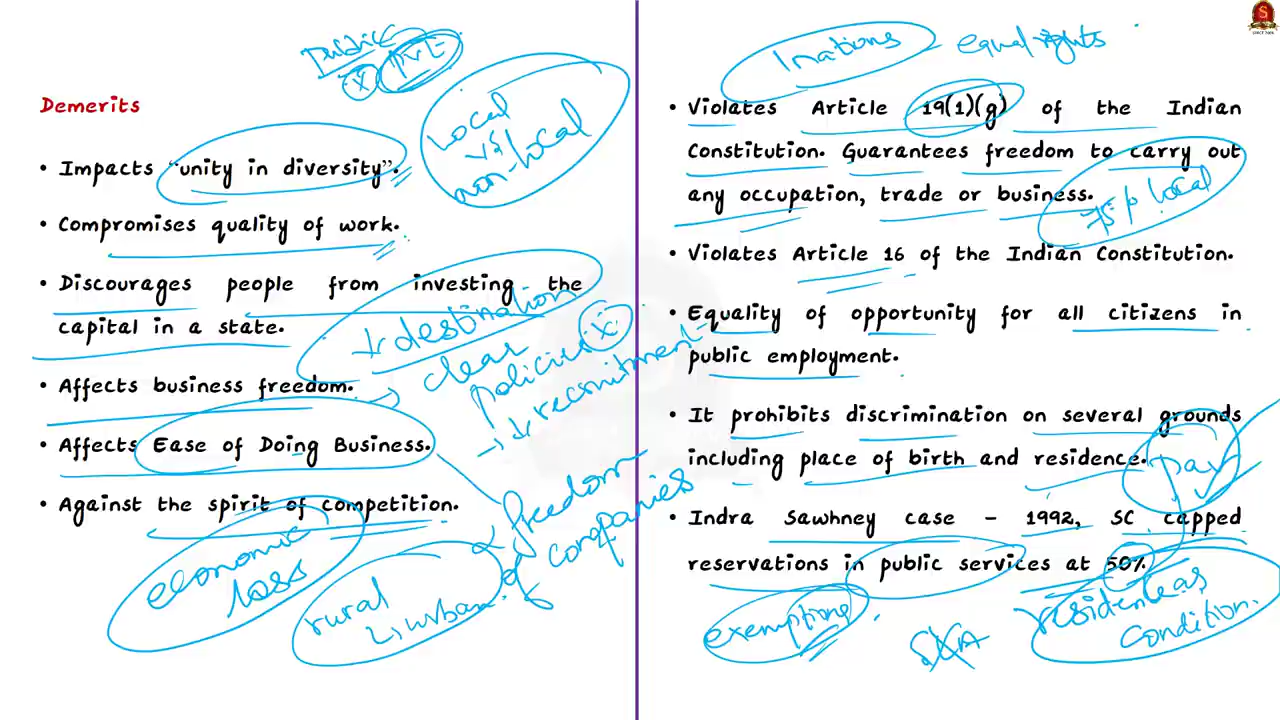 public
X pvt
Demerits
Local
vs
non-local
• Impacts “unity in diversity”.
• Compromises quality of work.
• Discourages people from investing the
capital in a state.
↓ destination
• Affects business freedom.
clear
policies X
↓ recruitment
• Affects Ease of Doing Business.
• Against the spirit of competition.
freedom
of companies
economic
loss
rural
urban
S
SINCE 2004
nations
equal rights
• Violates Article 19(1)(g) of the Indian
Constitution. Guarantees freedom to carry out
any occupation, trade or business.
75% local
• Violates Article 16 of the Indian Constitution.
• Equality of opportunity for all citizens in
public employment.
• It prohibits discrimination on several grounds
including place of birth and residence.
pay
• Indra Sawhney case – 1992, SC capped
reservations in public services at 50%.
exemptions
residence as
condition.